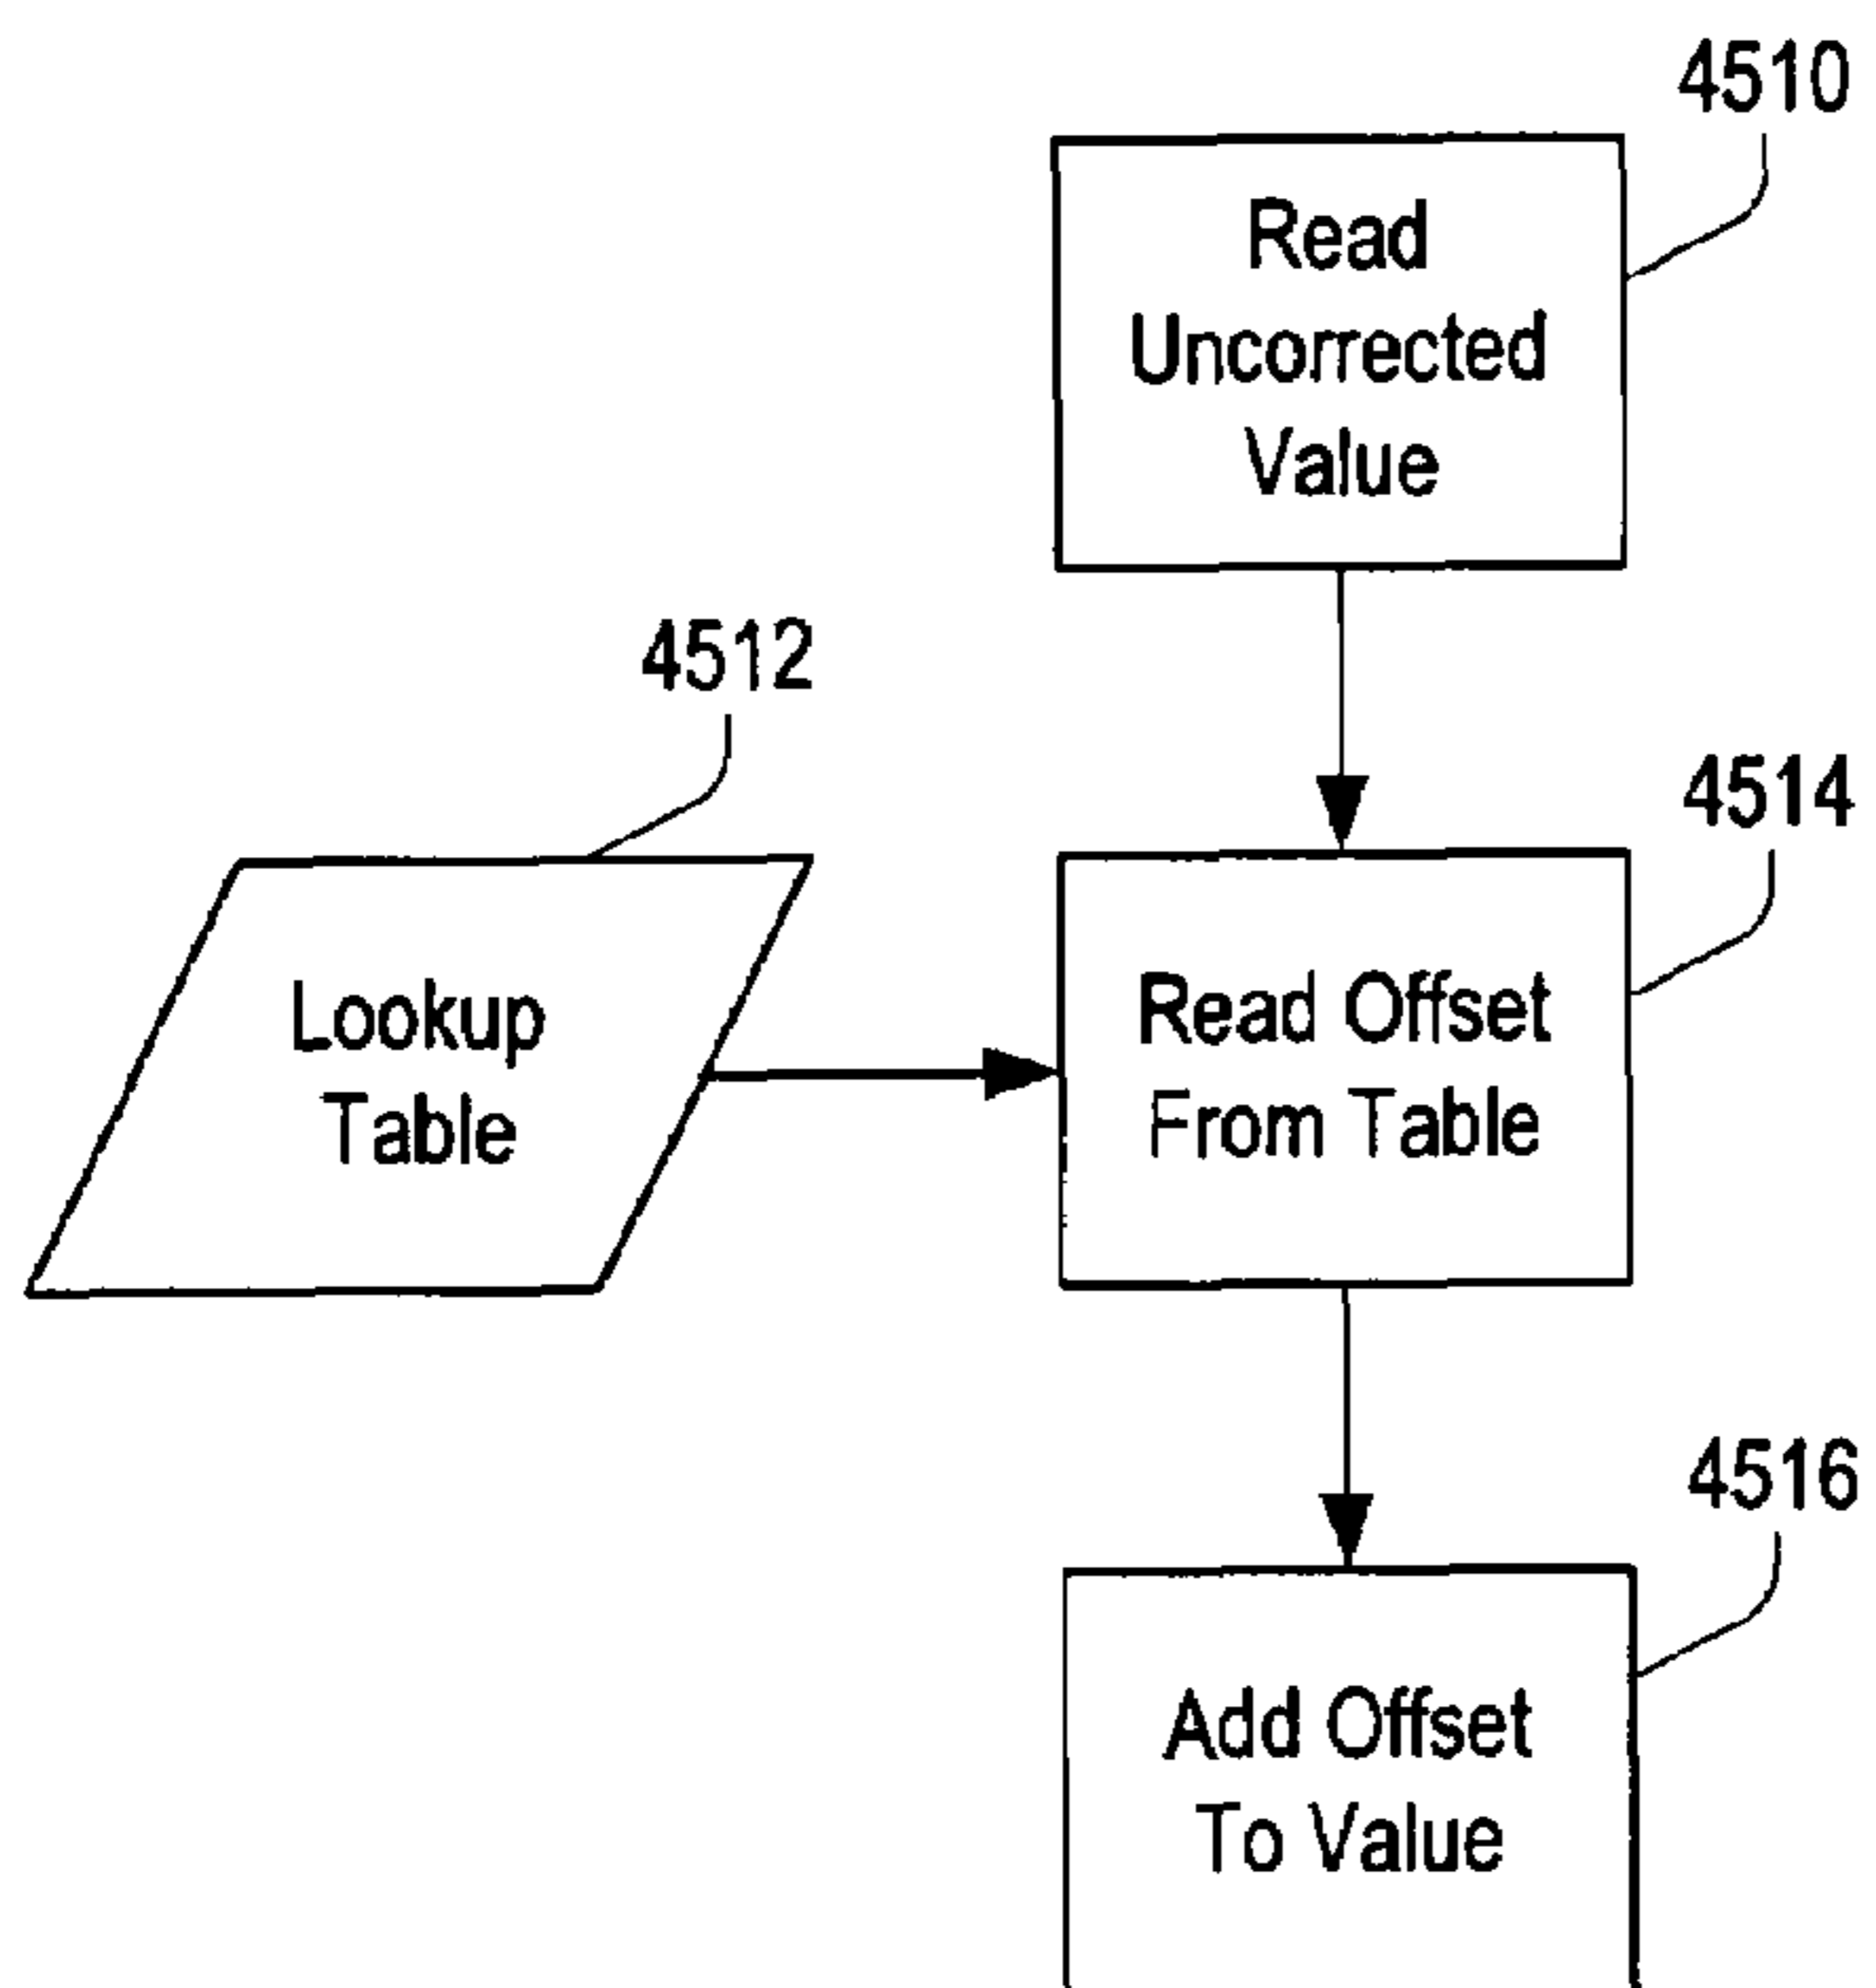 4510
Read
Uncorrected
Value
4512
4514
Lookup
Table
Read Offset
From Table
4516
Add Offset
To Value